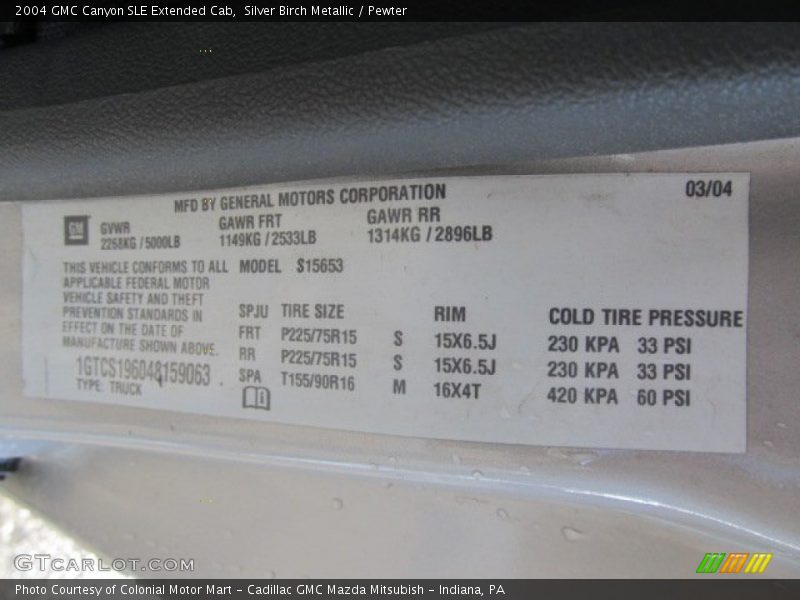 2004 GMC Canyon SLE Extended Cab, Silver Birch Metallic / Pewter
MFD BY GENERAL MOTORS CORPORATION 03/04
GM GVWR GAWR FRT GAWR RR
2268KG / 5000LB 1149KG / 2533LB 1314KG / 2896LB
THIS VEHICLE CONFORMS TO ALL MODEL S15653
APPLICABLE FEDERAL MOTOR
VEHICLE SAFETY AND THEFT
PREVENTION STANDARDS IN
EFFECT ON THE DATE OF
MANUFACTURE SHOWN ABOVE.
1GTCS196048159063
TYPE: TRUCK
SPJU TIRE SIZE RIM COLD TIRE PRESSURE
FRT P225/75R15 S 15X6.5J 230 KPA 33 PSI
RR P225/75R15 S 15X6.5J 230 KPA 33 PSI
SPA T155/90R16 M 16X4T 420 KPA 60 PSI
GTCARLOT.COM
Photo Courtesy of Colonial Motor Mart - Cadillac GMC Mazda Mitsubish - Indiana, PA